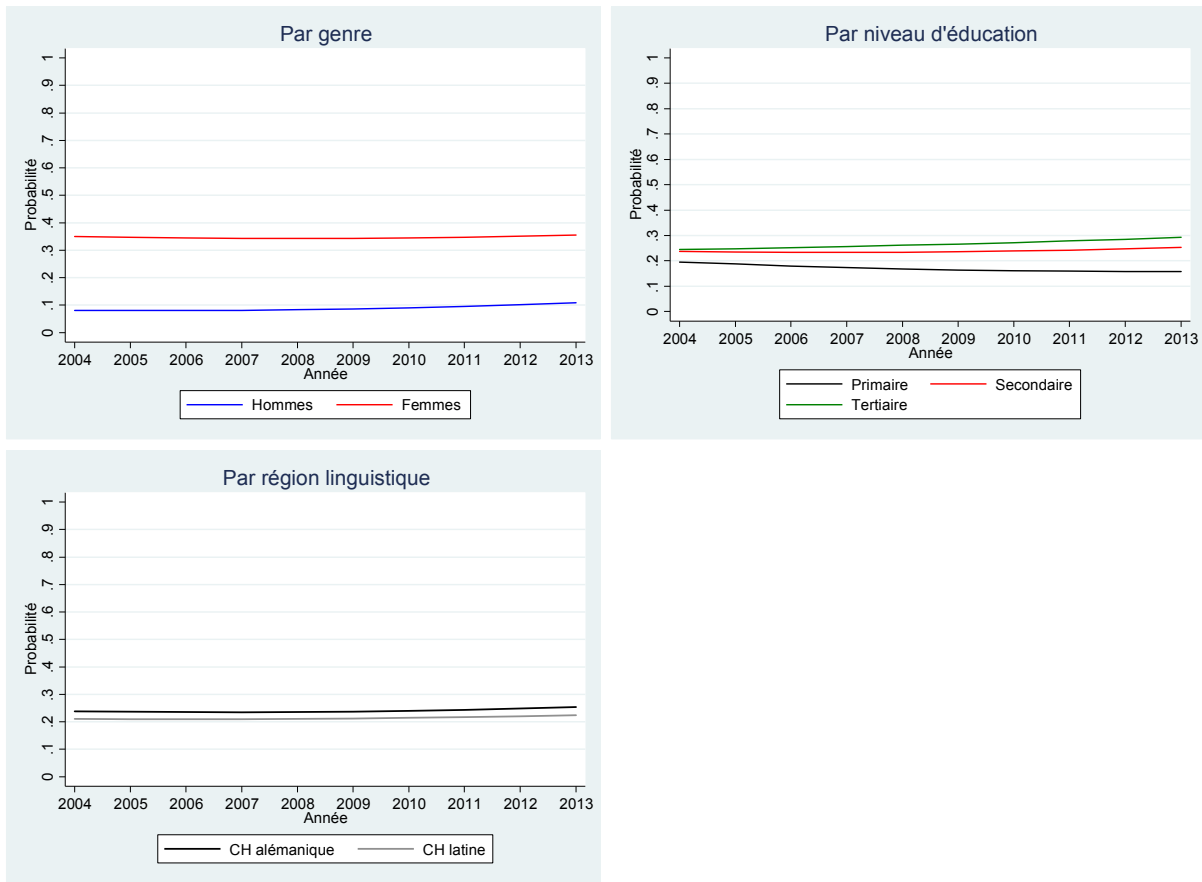 Par genre
Probabilité
1
.9
.8
.7
.6
.5
.4
.3
.2
.1
0
2004 2005 2006 2007 2008 2009 2010 2011 2012 2013
Année
Hommes Femmes
Par niveau d'éducation
Probabilité
1
.9
.8
.7
.6
.5
.4
.3
.2
.1
0
2004 2005 2006 2007 2008 2009 2010 2011 2012 2013
Année
Primaire Secondaire
Tertiaire
Par région linguistique
Probabilité
1
.9
.8
.7
.6
.5
.4
.3
.2
.1
0
2004 2005 2006 2007 2008 2009 2010 2011 2012 2013
Année
CH alémanique CH latine